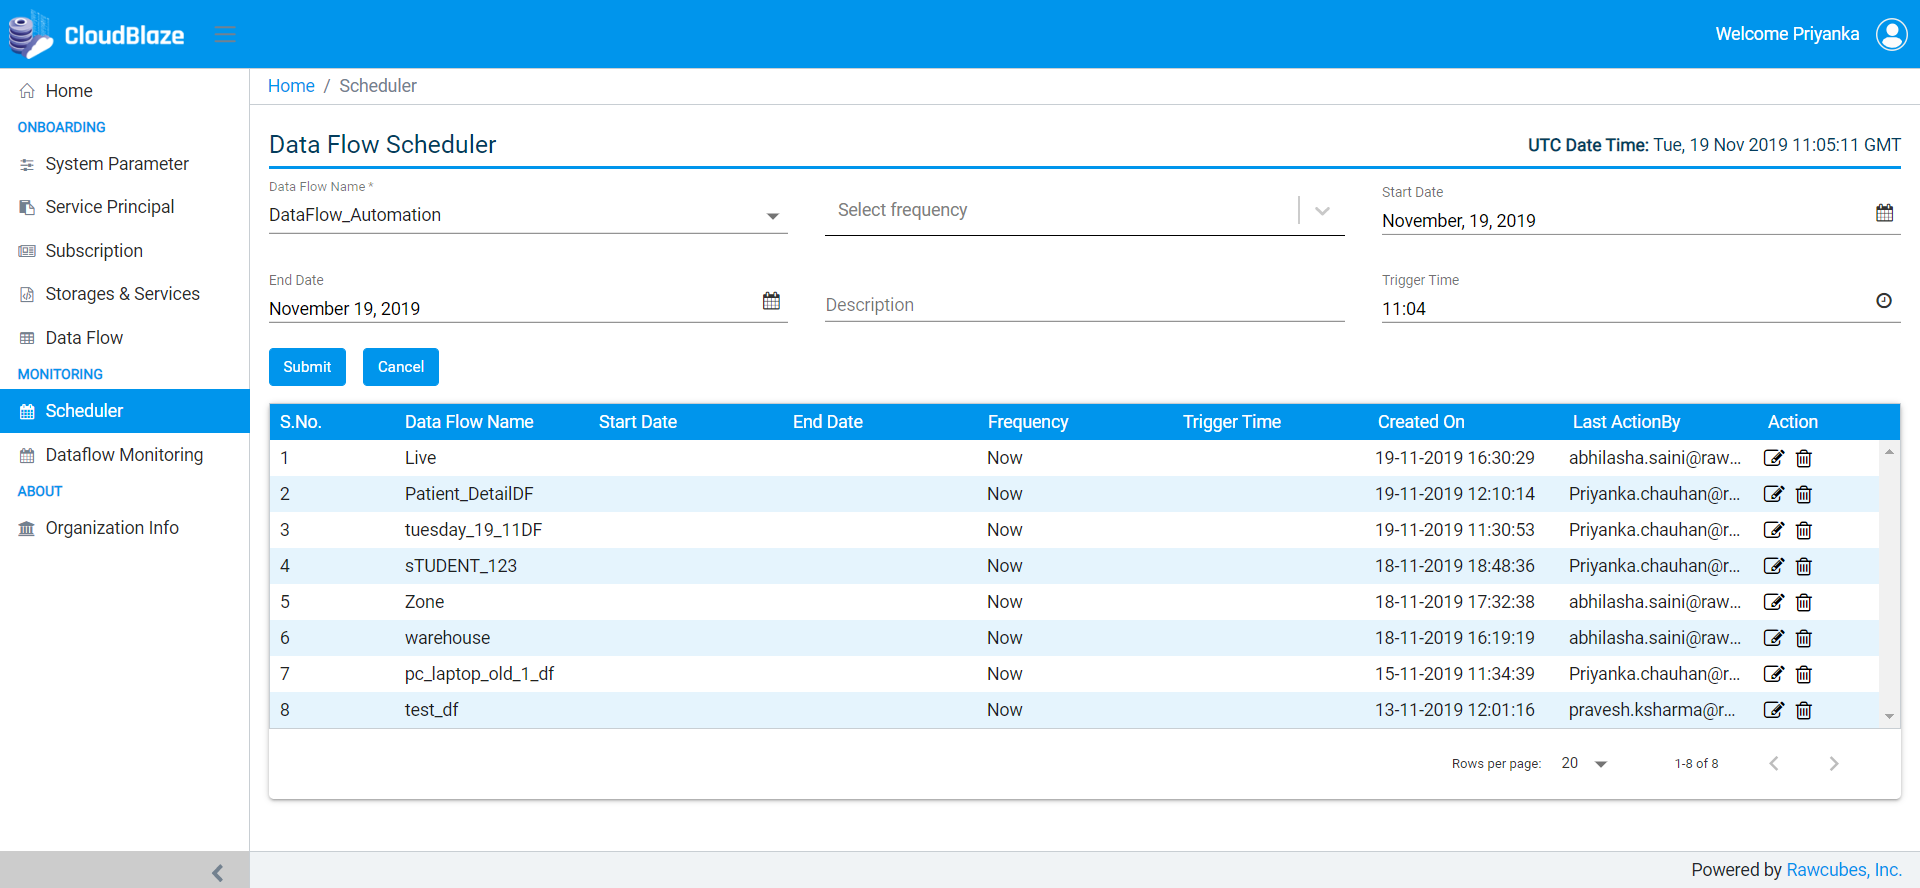 CloudBlaze
Welcome Priyanka
Home
ONBOARDING
System Parameter
Service Principal
Subscription
Storages & Services
Data Flow
MONITORING
Scheduler
Dataflow Monitoring
ABOUT
Organization Info
Home / Scheduler
Data Flow Scheduler
UTC Date Time: Tue, 19 Nov 2019 11:05:11 GMT
Data Flow Name *
DataFlow_Automation
Select frequency
Start Date
November, 19, 2019
End Date
November 19, 2019
Description
Trigger Time
11:04
Submit Cancel
S.No. Data Flow Name Start Date End Date Frequency Trigger Time Created On Last ActionBy Action
1 Live Now 19-11-2019 16:30:29 abhilasha.saini@raw...
2 Patient_DetailDF Now 19-11-2019 12:10:14 Priyanka.chauhan@r...
3 tuesday_19_11DF Now 19-11-2019 11:30:53 Priyanka.chauhan@r...
4 sTUDENT_123 Now 18-11-2019 18:48:36 Priyanka.chauhan@r...
5 Zone Now 18-11-2019 17:32:38 abhilasha.saini@raw...
6 warehouse Now 18-11-2019 16:19:19 abhilasha.saini@raw...
7 pc_laptop_old_1_df Now 15-11-2019 11:34:39 Priyanka.chauhan@r...
8 test_df Now 13-11-2019 12:01:16 pravesh.ksharma@r...
Rows per page: 20 1-8 of 8
Powered by Rawcubes, Inc.